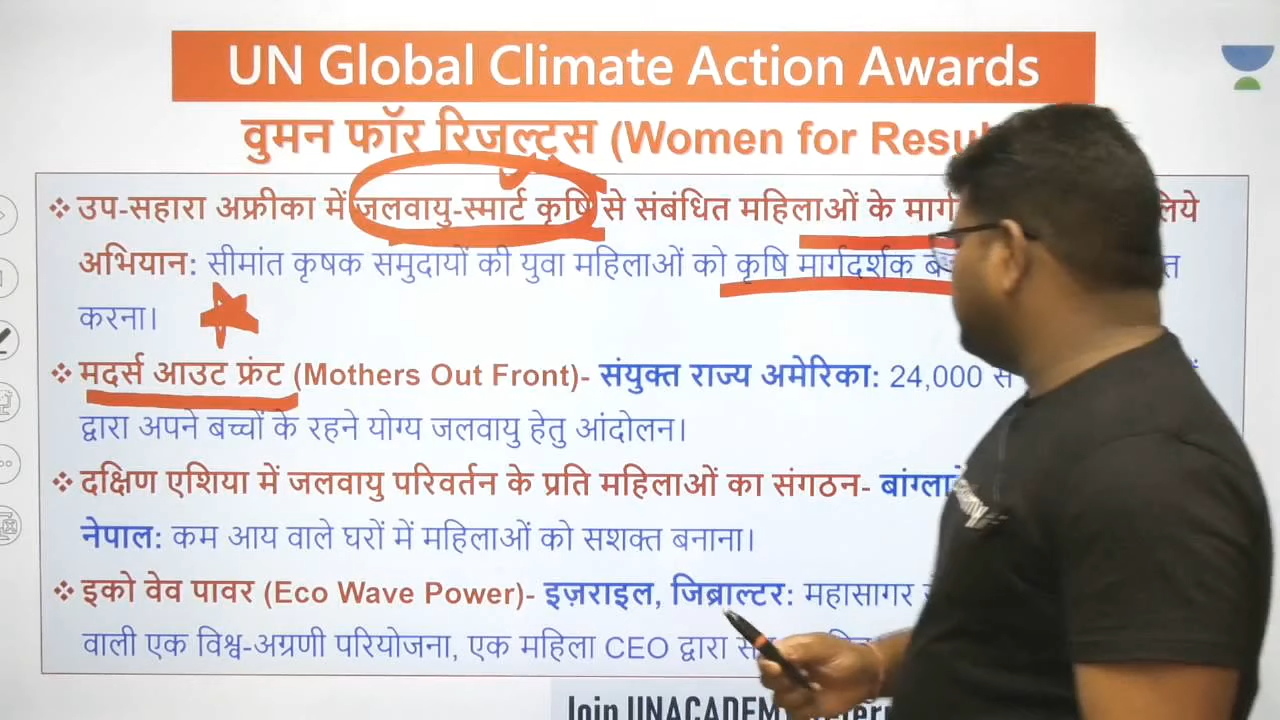 UN Global Climate Action Awards
वुमन फॉर रिजल्ट्स (Women for
❖ उप-सहारा अफ्रीका में जलवायु-स्मार्ट कृषि से संबंधित महिलाओं के
अभियान: सीमांत कृषक समुदायों की युवा महिलाओं को कृषि मार्गदर्शक
करना।
❖ मदर्स आउट फ्रंट (Mothers Out Front)- संयुक्त राज्य अमेरिका: 24,000
द्वारा अपने बच्चों के रहने योग्य जलवायु हेतु आंदोलन।
❖ दक्षिण एशिया में जलवायु परिवर्तन के प्रति महिलाओं का संगठन-
नेपाल: कम आय वाले घरों में महिलाओं को सशक्त बनाना।
❖ इको वेव पावर (Eco Wave Power)- इज़राइल, जिब्राल्टर: महासागर
वाली एक विश्व-अग्रणी परियोजना, एक महिला CEO द्वारा
Join UNACADEMY